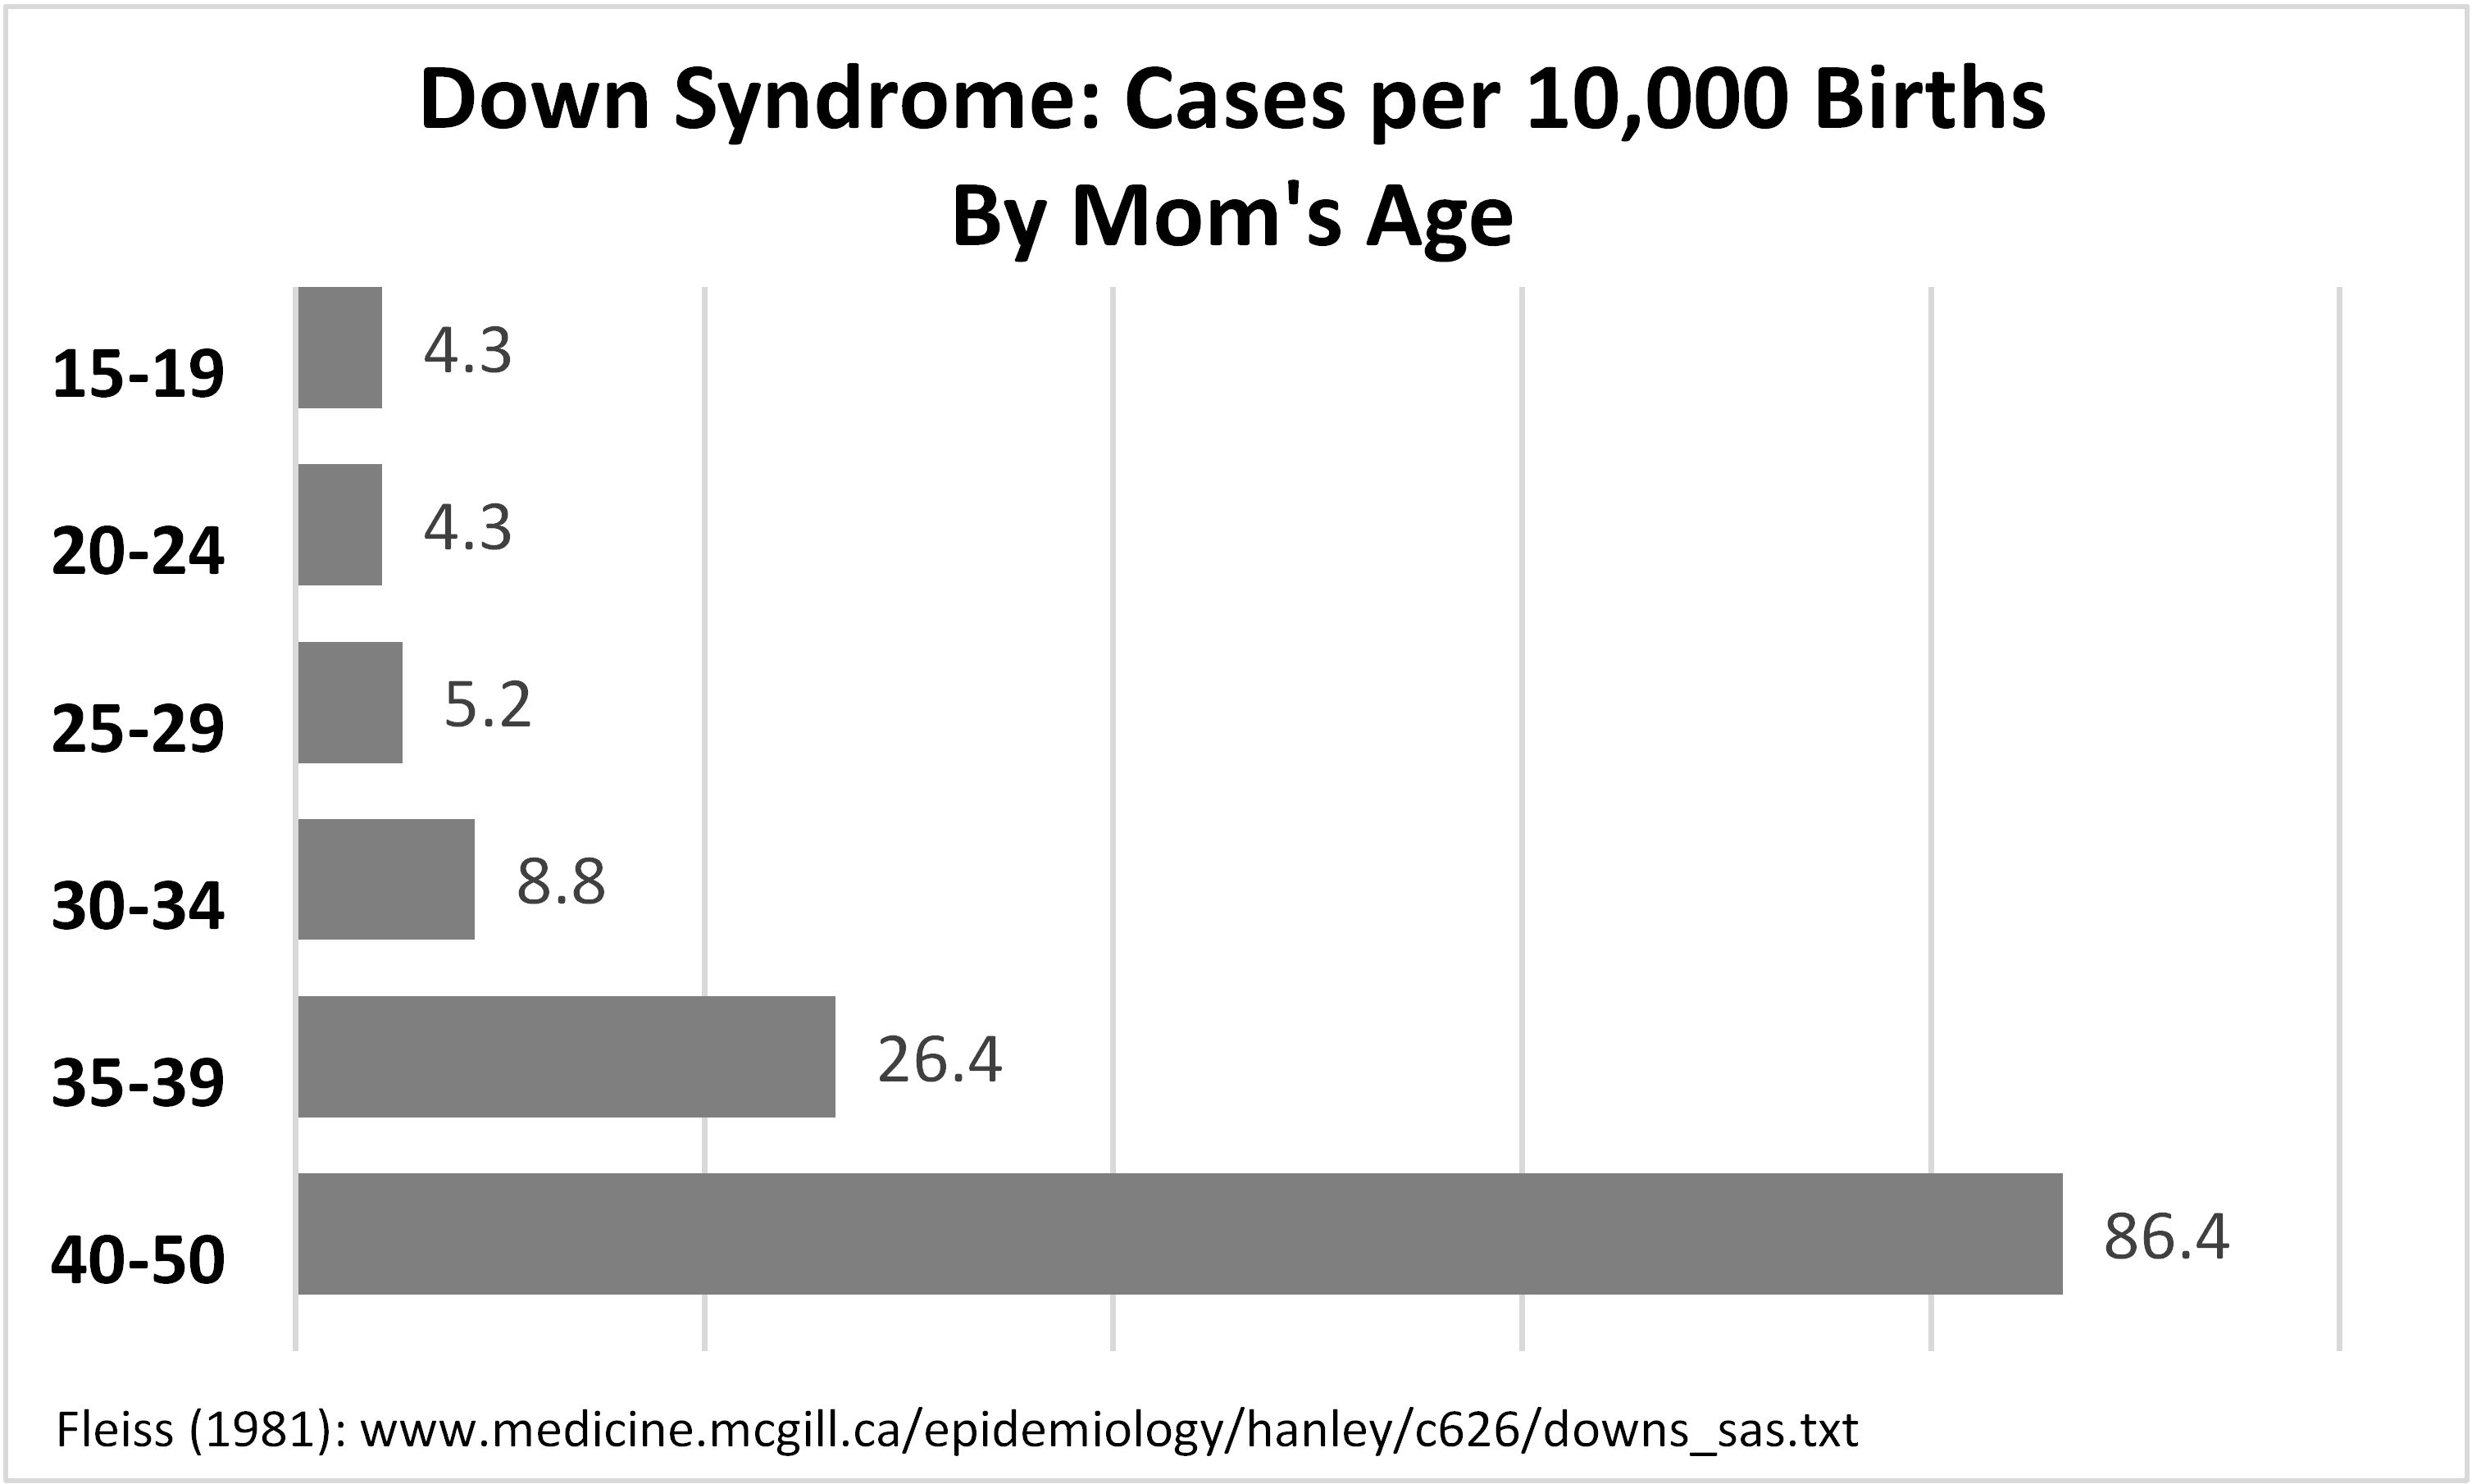 Down Syndrome: Cases per 10,000 Births
By Mom's Age
15-19 4.3
20-24 4.3
25-29 5.2
30-34 8.8
35-39 26.4
40-50 86.4
Fleiss (1981): www.medicine.mcgill.ca/epidemiology/hanley/c626/downs_sas.txt